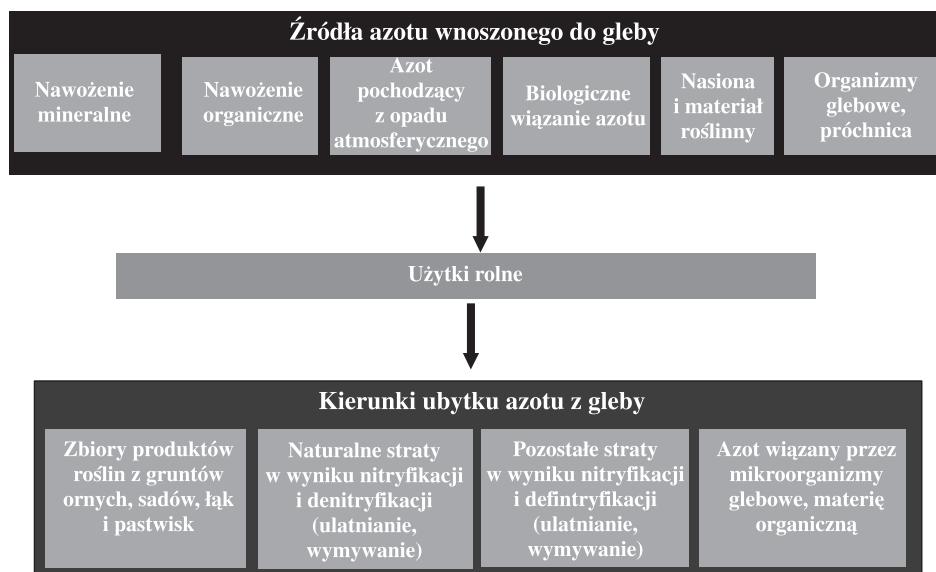 Źródła azotu wnoszonego do gleby
Nawożenie
mineralne
Nawożenie
organiczne
Azot
pochodzący
z opadu
atmosferycznego
Biologiczne
wiązanie azotu
Nasiona
i materiał
roślinny
Organizmy
glebowe,
próchnica
Użytki rolne
Kierunki ubytku azotu z gleby
Zbiory produktów
roślin z gruntów
ornych, sadów, łąk
i pastwisk
Naturalne straty
w wyniku nitryfikacji
i denitryfikacji
(ulatnianie,
wymywanie)
Pozostałe straty
w wyniku nitryfikacji
i defintryfikacji
(ulatnianie,
wymywanie)
Azot wiązany przez
mikroorganizmy
glebowe, materię
organiczną